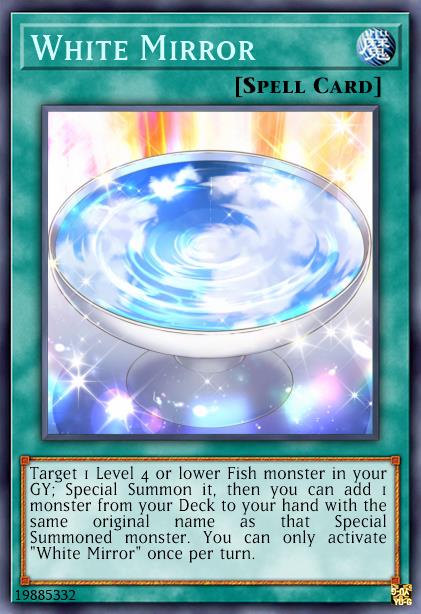 White Mirror
魔
[Spell Card]
Target 1 Level 4 or lower Fish monster in your
GY; Special Summon it, then you can add 1
monster from your Deck to your hand with the
same original name as that Special
Summoned monster. You can only activate
"White Mirror" once per turn.
19885332